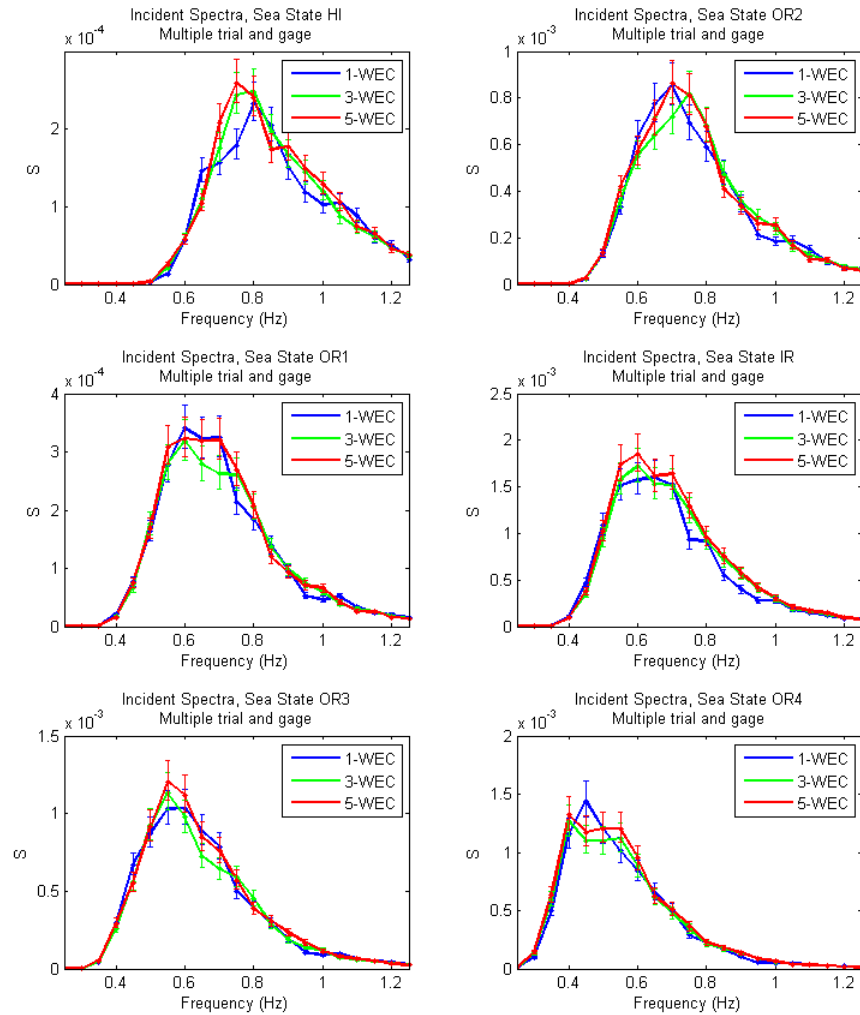 Incident Spectra, Sea State HI
Multiple trial and gage
x 10^-4
S
0
1
2
0.4 0.6 0.8 1 1.2
Frequency (Hz)
1-WEC
3-WEC
5-WEC
Incident Spectra, Sea State OR2
Multiple trial and gage
x 10^-3
S
1
0.8
0.6
0.4
0.2
0
0.4 0.6 0.8 1 1.2
Frequency (Hz)
1-WEC
3-WEC
5-WEC
Incident Spectra, Sea State OR1
Multiple trial and gage
x 10^-4
S
4
3
2
1
0
0.4 0.6 0.8 1 1.2
Frequency (Hz)
1-WEC
3-WEC
5-WEC
Incident Spectra, Sea State IR
Multiple trial and gage
x 10^-3
S
2.5
2
1.5
1
0.5
0
0.4 0.6 0.8 1 1.2
Frequency (Hz)
1-WEC
3-WEC
5-WEC
Incident Spectra, Sea State OR3
Multiple trial and gage
x 10^-3
S
1.5
1
0.5
0
0.4 0.6 0.8 1 1.2
Frequency (Hz)
1-WEC
3-WEC
5-WEC
Incident Spectra, Sea State OR4
Multiple trial and gage
x 10^-3
S
2
1.5
1
0.5
0
0.4 0.6 0.8 1 1.2
Frequency (Hz)
1-WEC
3-WEC
5-WEC